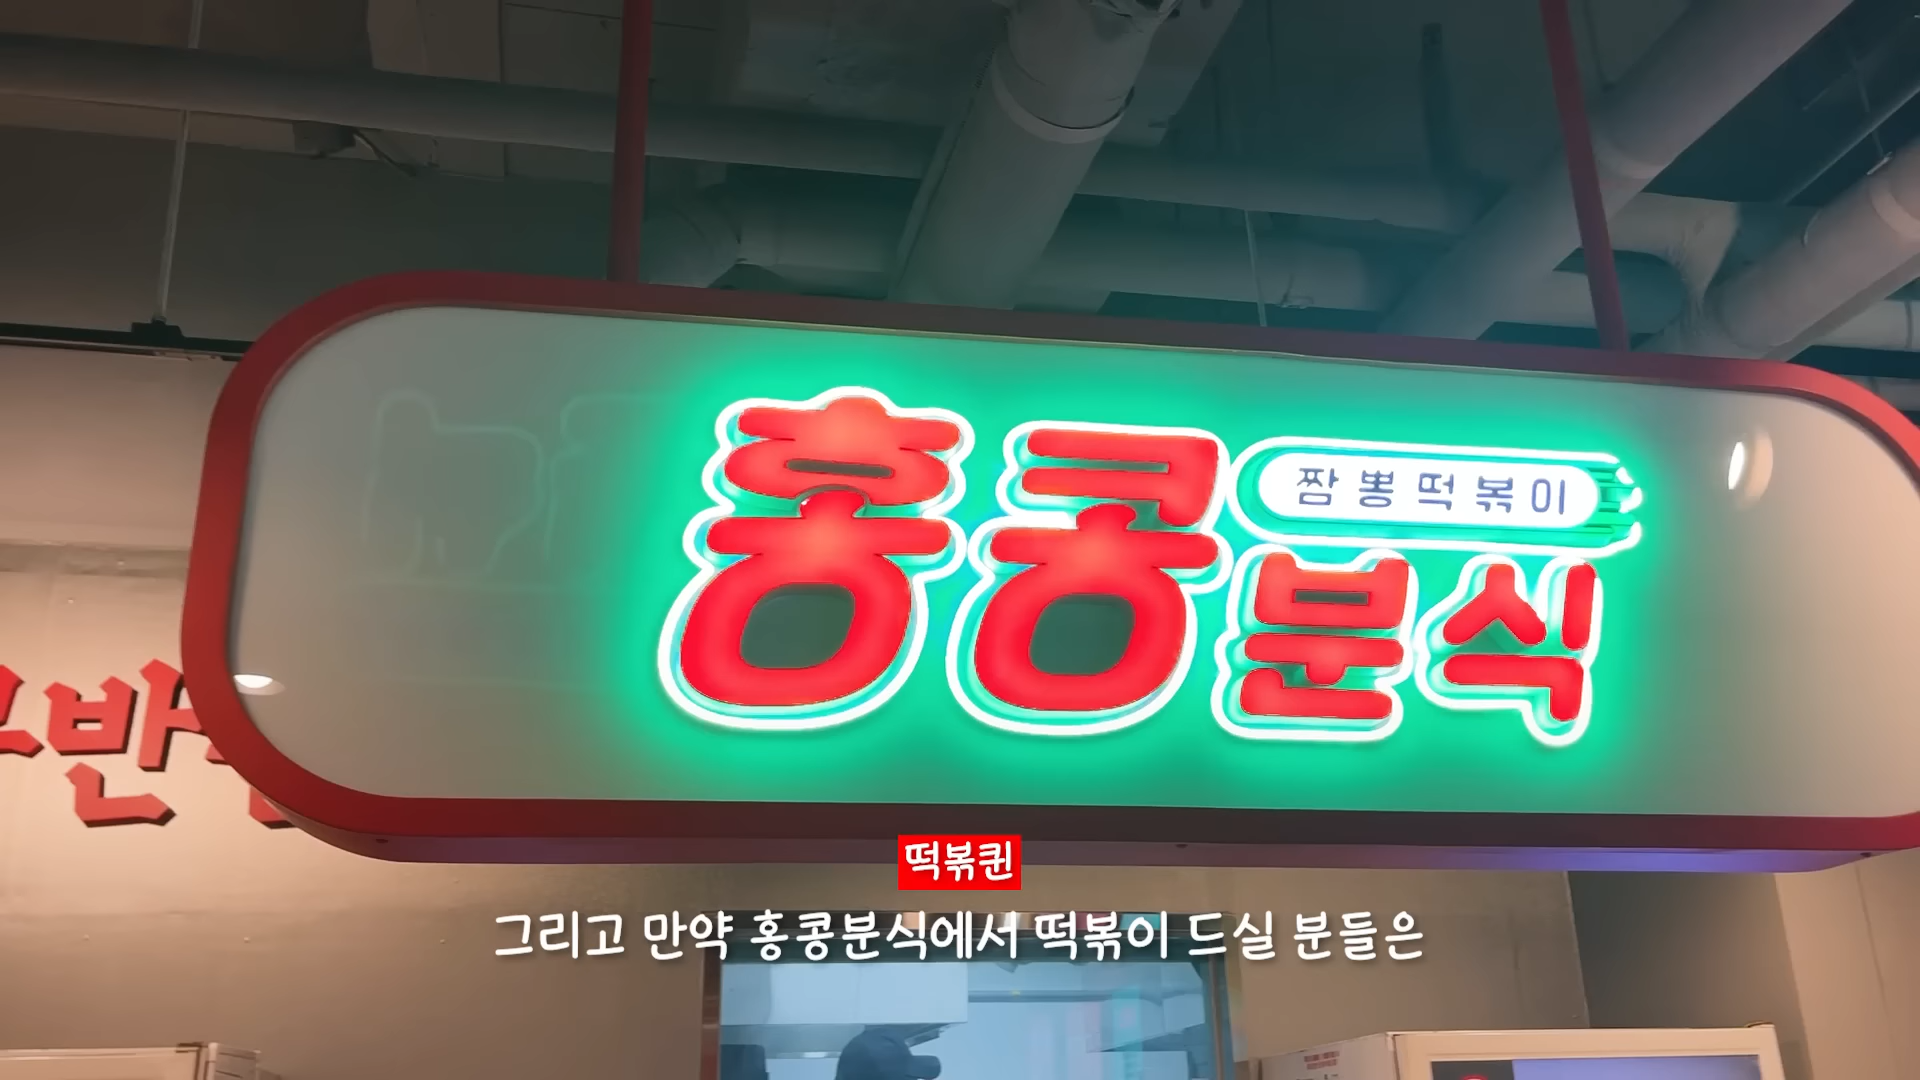 홍콩
짬뽕떡볶이
분식
반
떡볶퀸
그리고 만약 홍콩분식에서 떡볶이 드실 분들은